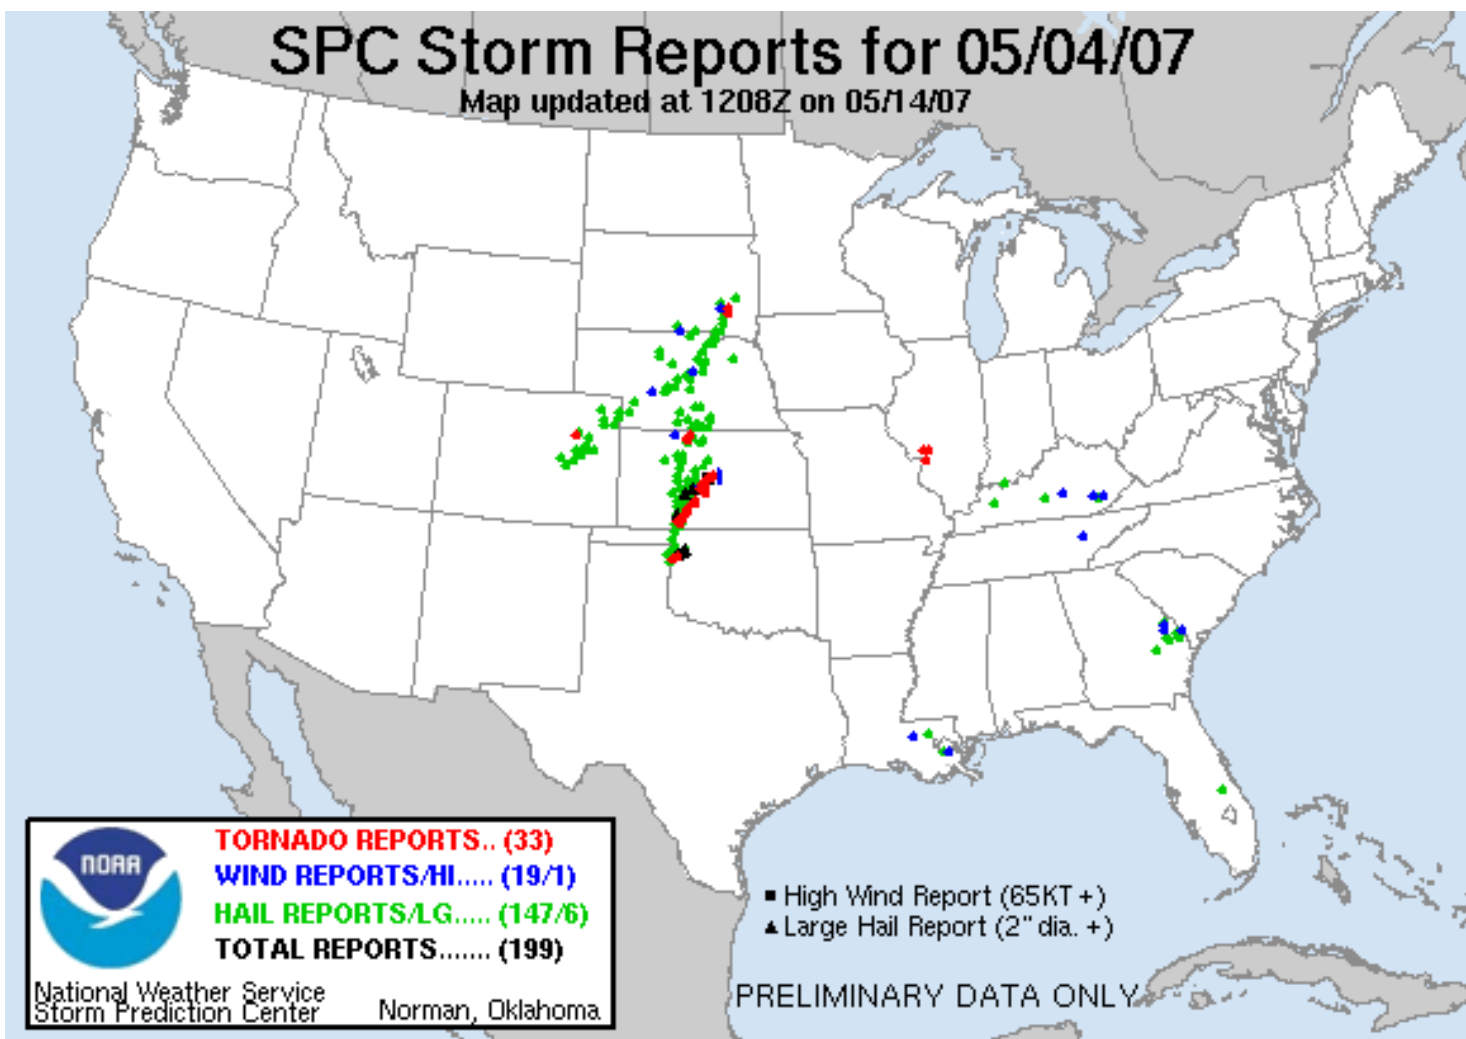 SPC Storm Reports for 05/04/07
Map updated at 1208Z on 05/14/07
NOAA
TORNADO REPORTS.. (33)
WIND REPORTS/HI..... (19/1)
HAIL REPORTS/LG..... (147/6)
TOTAL REPORTS....... (199)
National Weather Service
Storm Prediction Center Norman, Oklahoma
High Wind Report (65KT +)
Large Hail Report (2" dia. +)
PRELIMINARY DATA ONLY